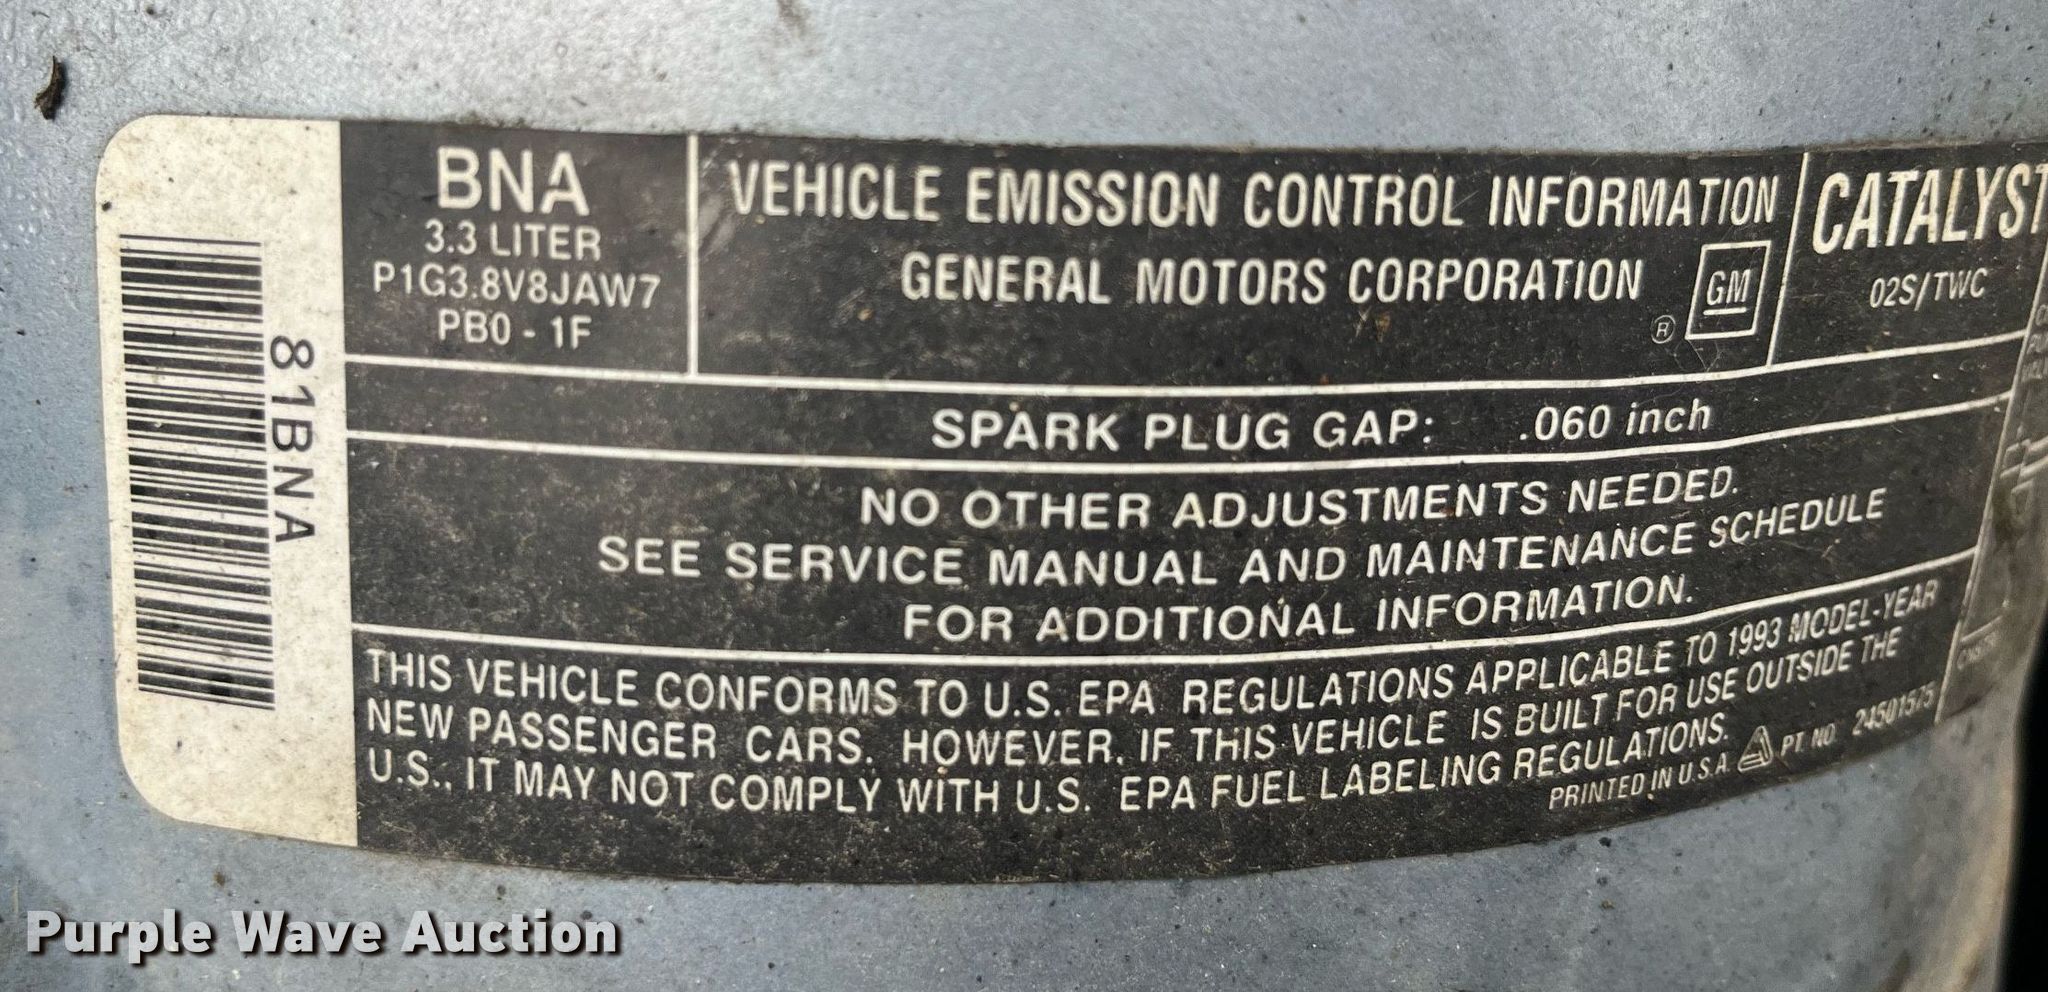 81BNA
BNA
3.3 LITER
P1G3.8V8JAW7
PB0 - 1F
VEHICLE EMISSION CONTROL INFORMATION
GENERAL MOTORS CORPORATION
® GM
CATALYST
02S/TWC
SPARK PLUG GAP: .060 inch
NO OTHER ADJUSTMENTS NEEDED.
SEE SERVICE MANUAL AND MAINTENANCE SCHEDULE
FOR ADDITIONAL INFORMATION.
THIS VEHICLE CONFORMS TO U.S. EPA REGULATIONS APPLICABLE TO 1993 MODEL-YEAR
NEW PASSENGER CARS. HOWEVER, IF THIS VEHICLE IS BUILT FOR USE OUTSIDE THE
U.S., IT MAY NOT COMPLY WITH U.S. EPA FUEL LABELING REGULATIONS.
PRINTED IN U.S.A. PT. NO. 24501575
Purple Wave Auction